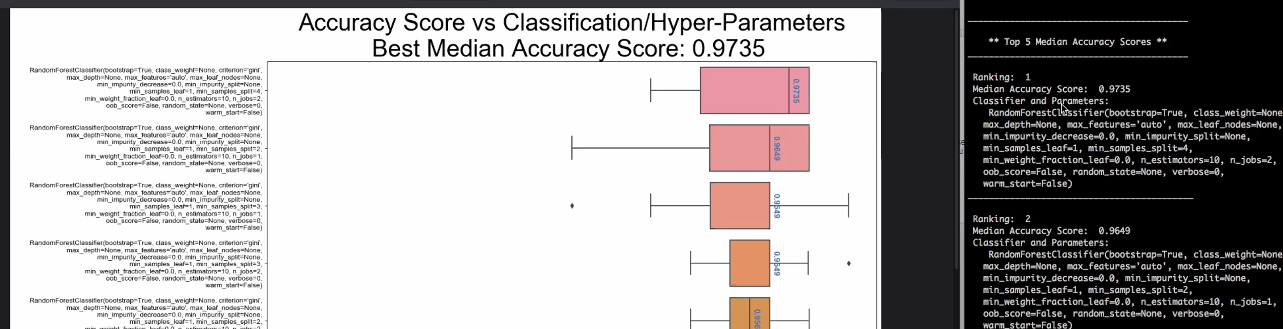 Accuracy Score vs Classification/Hyper-Parameters
Best Median Accuracy Score: 0.9735
RandomForestClassifier(bootstrap=True, class_weight=None, criterion='gini',
max_depth=None, max_features='auto', max_leaf_nodes=None,
min_impurity_decrease=0.0, min_impurity_split=None,
min_samples_leaf=1, min_samples_split=4,
min_weight_fraction_leaf=0.0, n_estimators=10, n_jobs=2,
oob_score=False, random_state=None, verbose=0,
warm_start=False)
0.9735
RandomForestClassifier(bootstrap=True, class_weight=None, criterion='gini',
max_depth=None, max_features='auto', max_leaf_nodes=None,
min_impurity_decrease=0.0, min_impurity_split=None,
min_samples_leaf=1, min_samples_split=2,
min_weight_fraction_leaf=0.0, n_estimators=10, n_jobs=1,
oob_score=False, random_state=None, verbose=0,
warm_start=False)
0.9649
RandomForestClassifier(bootstrap=True, class_weight=None, criterion='gini',
max_depth=None, max_features='auto', max_leaf_nodes=None,
min_impurity_decrease=0.0, min_impurity_split=None,
min_samples_leaf=1, min_samples_split=3,
min_weight_fraction_leaf=0.0, n_estimators=10, n_jobs=1,
oob_score=False, random_state=None, verbose=0,
warm_start=False)
0.9649
RandomForestClassifier(bootstrap=True, class_weight=None, criterion='gini',
max_depth=None, max_features='auto', max_leaf_nodes=None,
min_impurity_decrease=0.0, min_impurity_split=None,
min_samples_leaf=1, min_samples_split=3,
min_weight_fraction_leaf=0.0, n_estimators=10, n_jobs=2,
oob_score=False, random_state=None, verbose=0,
warm_start=False)
0.9649
RandomForestClassifier(bootstrap=True, class_weight=None, criterion='gini',
max_depth=None, max_features='auto', max_leaf_nodes=None,
min_impurity_decrease=0.0, min_impurity_split=None,
min_samples_leaf=1, min_samples_split=2,
** Top 5 Median Accuracy Scores **
Ranking: 1
Median Accuracy Score: 0.9735
Classifier and Parameters:
RandomForestClassifier(bootstrap=True, class_weight=None
max_depth=None, max_features='auto', max_leaf_nodes=None,
min_impurity_decrease=0.0, min_impurity_split=None,
min_samples_leaf=1, min_samples_split=4,
min_weight_fraction_leaf=0.0, n_estimators=10, n_jobs=2,
oob_score=False, random_state=None, verbose=0,
warm_start=False)
Ranking: 2
Median Accuracy Score: 0.9649
Classifier and Parameters:
RandomForestClassifier(bootstrap=True, class_weight=None
max_depth=None, max_features='auto', max_leaf_nodes=None,
min_impurity_decrease=0.0, min_impurity_split=None,
min_samples_leaf=1, min_samples_split=2,
min_weight_fraction_leaf=0.0, n_estimators=10, n_jobs=1,
oob_score=False, random_state=None, verbose=0,
warm_start=False)